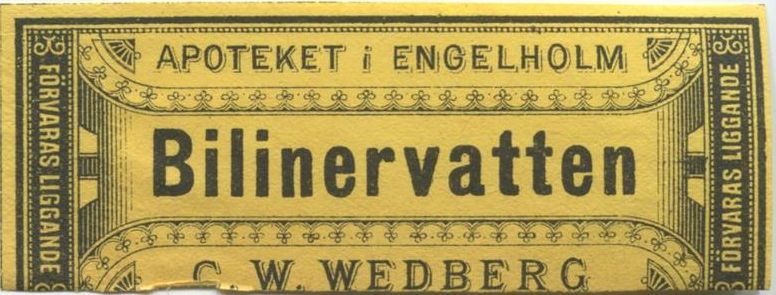 APOTEKET i ENGELHOLM
FÖRVARAS LIGGANDE
Bilinervatten
FÖRVARAS LIGGANDE
C. W. WEDBERG